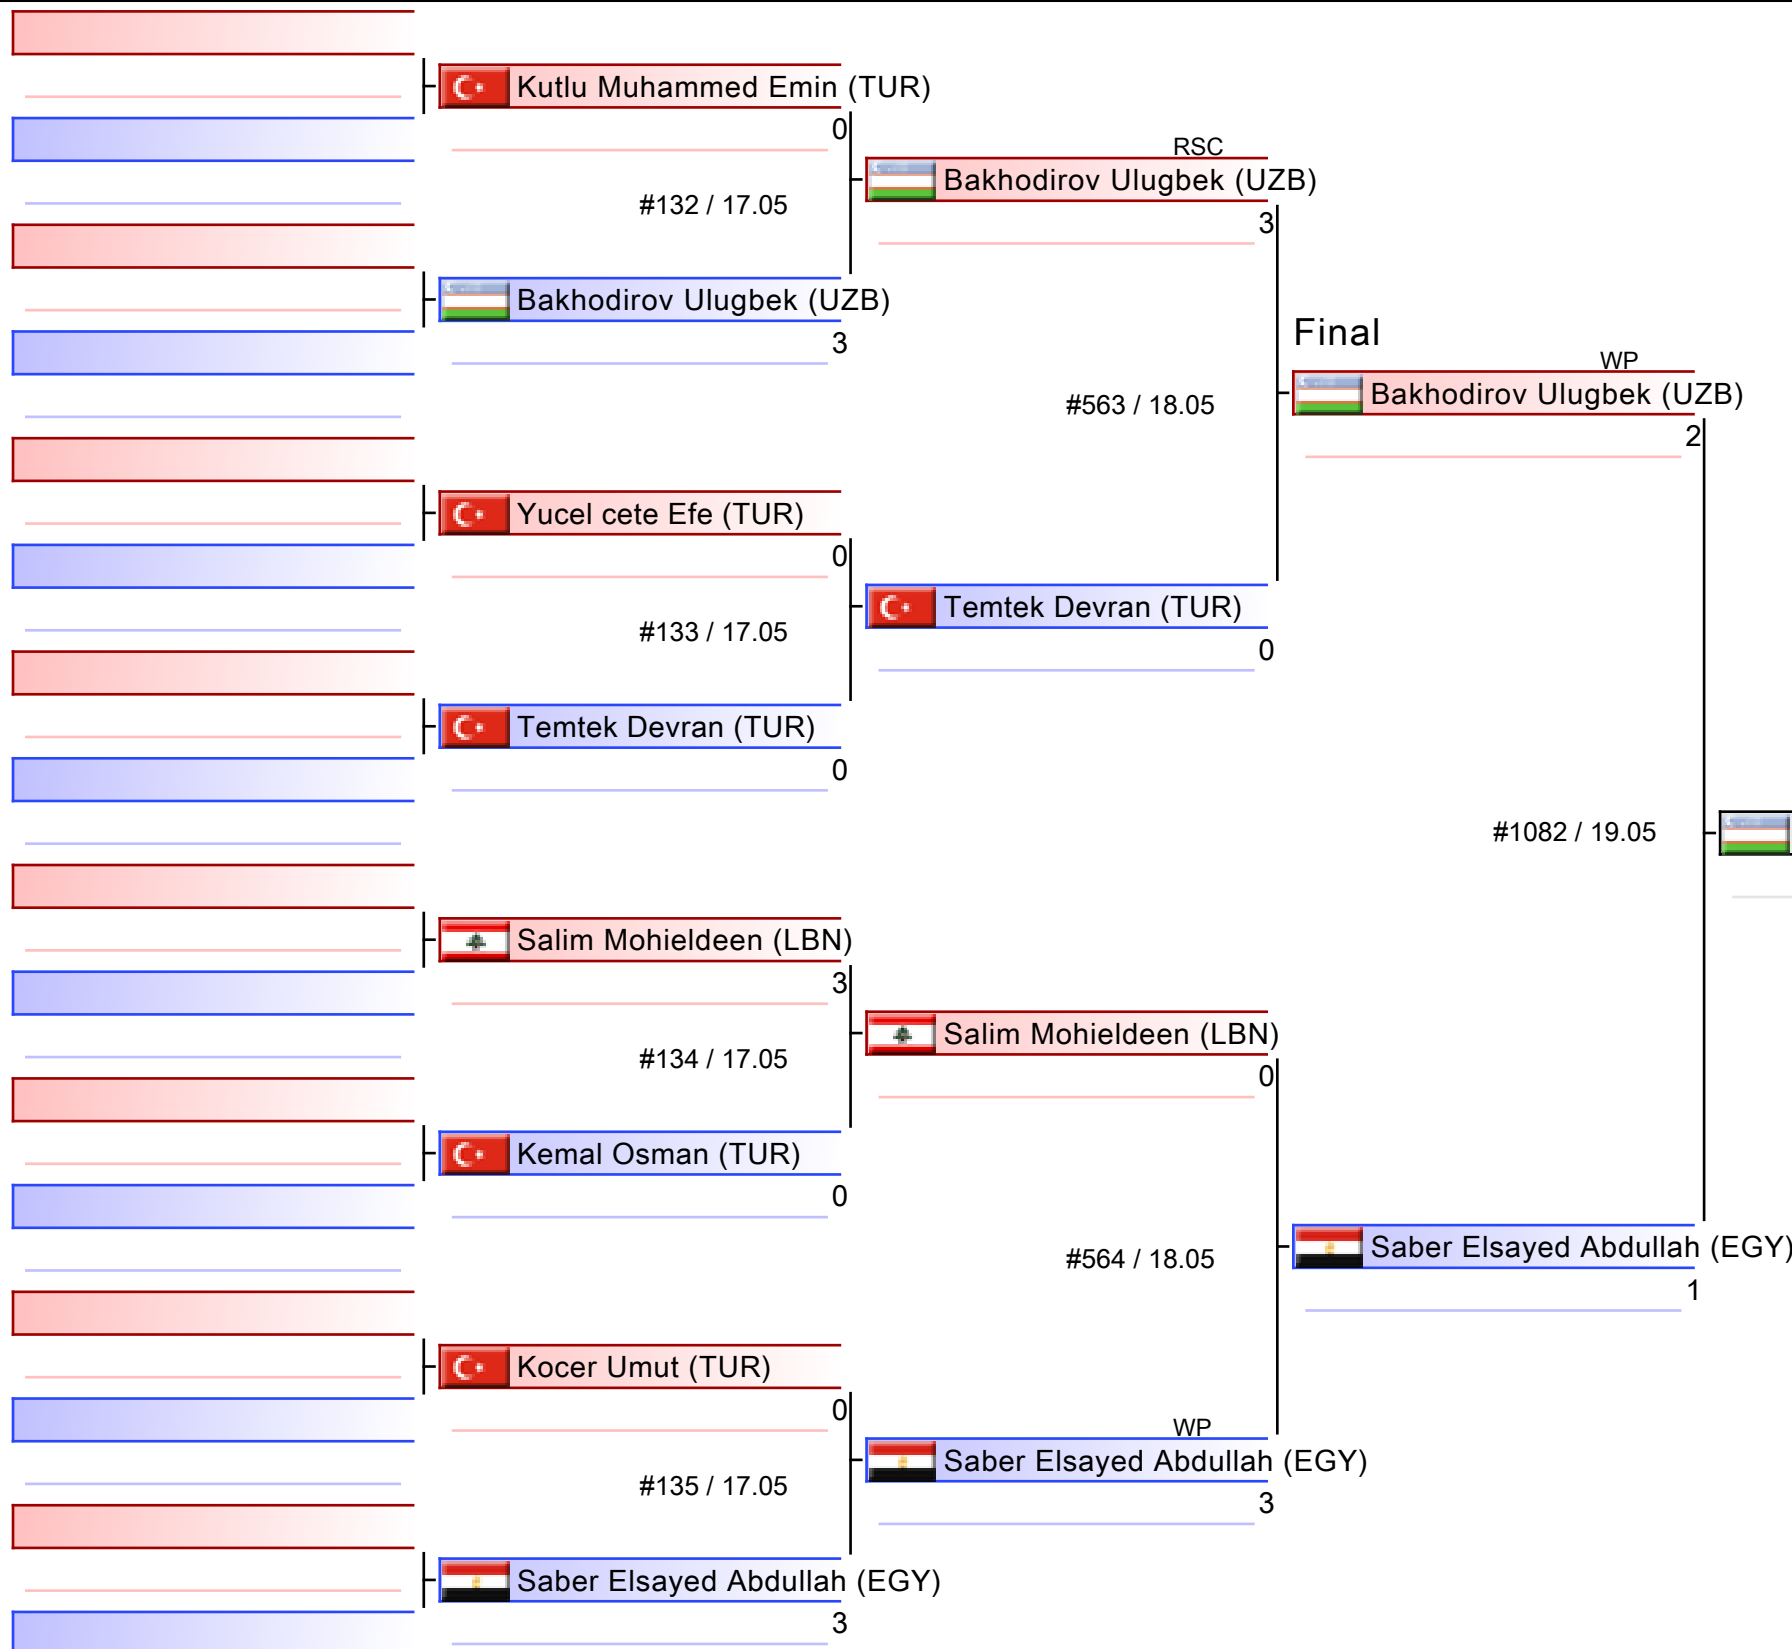 Kutlu Muhammed Emin (TUR)
0
#132 / 17.05
Bakhodirov Ulugbek (UZB)
3
Yucel cete Efe (TUR)
0
#133 / 17.05
Temtek Devran (TUR)
0
Salim Mohieldeen (LBN)
3
#134 / 17.05
Kemal Osman (TUR)
0
Kocer Umut (TUR)
0
#135 / 17.05
Saber Elsayed Abdullah (EGY)
3
RSC
Bakhodirov Ulugbek (UZB)
3
#563 / 18.05
Temtek Devran (TUR)
0
Salim Mohieldeen (LBN)
0
#564 / 18.05
WP
Saber Elsayed Abdullah (EGY)
3
Final
WP
Bakhodirov Ulugbek (UZB)
2
#1082 / 19.05
Saber Elsayed Abdullah (EGY)
1